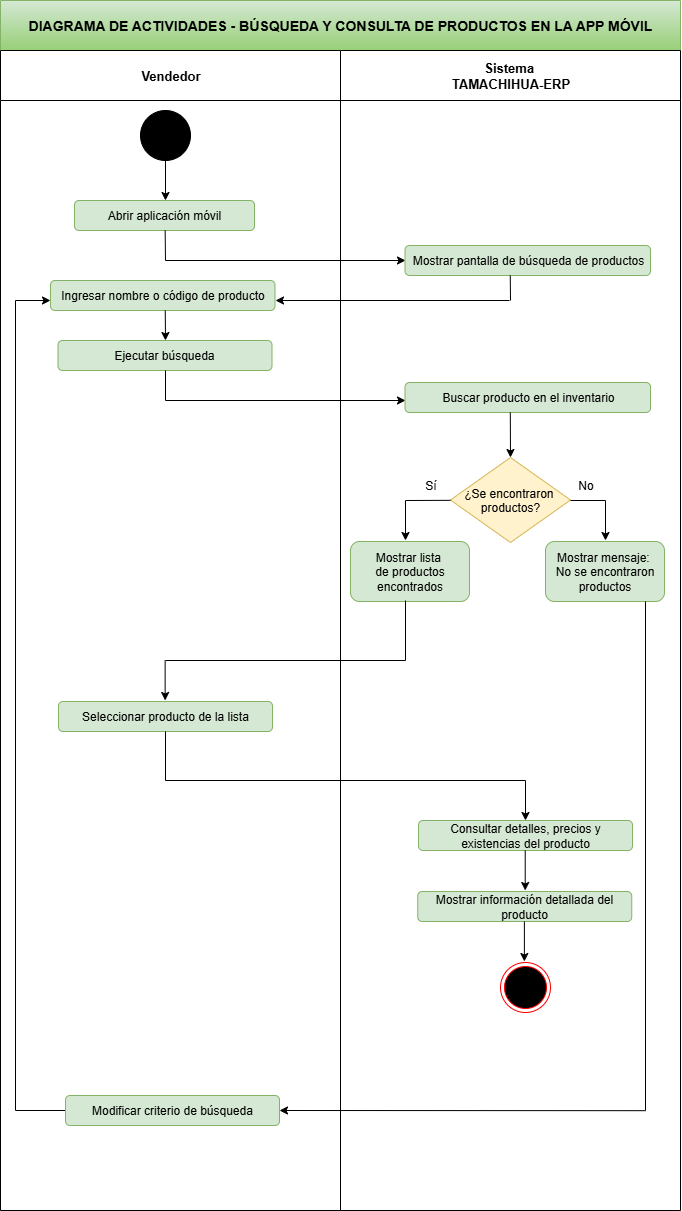 DIAGRAMA DE ACTIVIDADES - BÚSQUEDA Y CONSULTA DE PRODUCTOS EN LA APP MÓVIL
Vendedor
Sistema
TAMACHIHUA-ERP
Abrir aplicación móvil
Mostrar pantalla de búsqueda de productos
Ingresar nombre o código de producto
Ejecutar búsqueda
Buscar producto en el inventario
¿Se encontraron
productos?
Sí
No
Mostrar lista
de productos
encontrados
Mostrar mensaje:
No se encontraron
productos
Seleccionar producto de la lista
Consultar detalles, precios y
existencias del producto
Mostrar información detallada del
producto
Modificar criterio de búsqueda